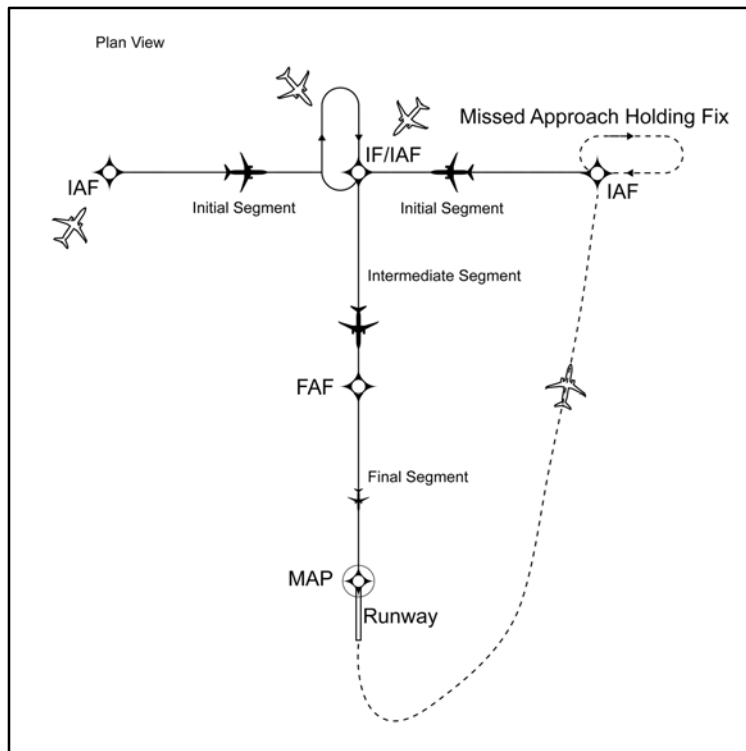 Plan View
Missed Approach Holding Fix
IF/IAF
IAF
IAF
Initial Segment
Initial Segment
Intermediate Segment
FAF
Final Segment
MAP
Runway